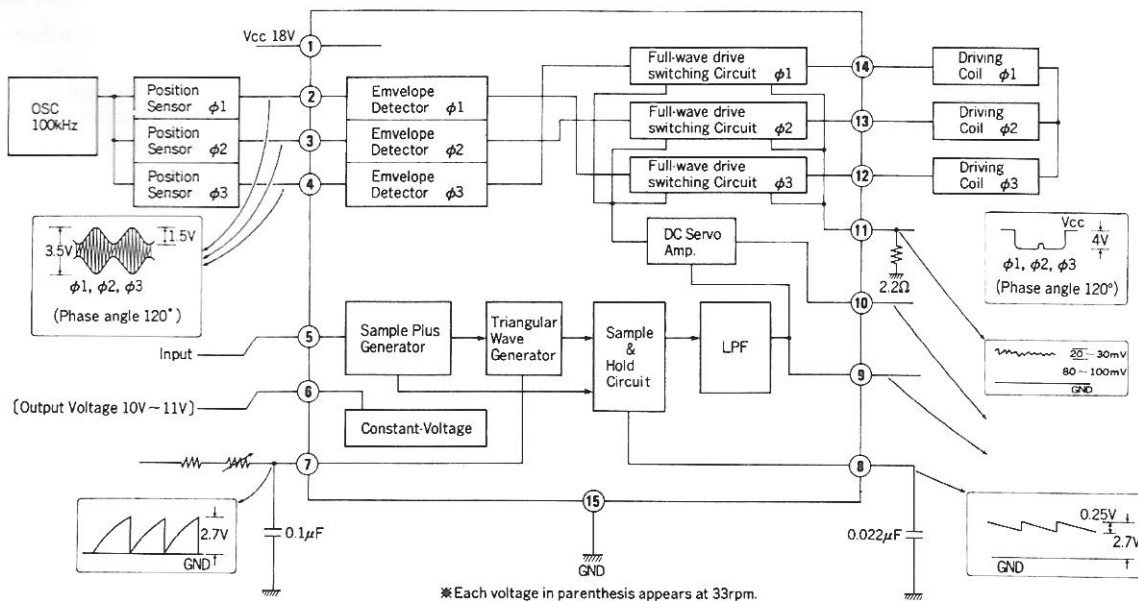 Vcc 18V
1
OSC
100kHz
Position
Sensor ϕ1
Position
Sensor ϕ2
Position
Sensor ϕ3
2
3
4
Emvelope
Detector ϕ1
Emvelope
Detector ϕ2
Emvelope
Detector ϕ3
Full-wave drive
switching Circuit ϕ1
Full-wave drive
switching Circuit ϕ2
Full-wave drive
switching Circuit ϕ3
14
13
12
Driving
Coil ϕ1
Driving
Coil ϕ2
Driving
Coil ϕ3
3.5V
1.5V
ϕ1, ϕ2, ϕ3
(Phase angle 120°)
DC Servo
Amp.
11
2.2Ω
10
Vcc
4V
ϕ1, ϕ2, ϕ3
(Phase angle 120°)
Input
5
Sample Plus
Generator
Triangular
Wave
Generator
Sample
&
Hold
Circuit
LPF
9
20-30mV
80-100mV
GND
[Output Voltage 10V~11V)
6
Constant-Voltage
7
8
15
2.7V
GND
0.1μF
GND
0.022μF
0.25V
2.7V
GND
※Each voltage in parenthesis appears at 33rpm.